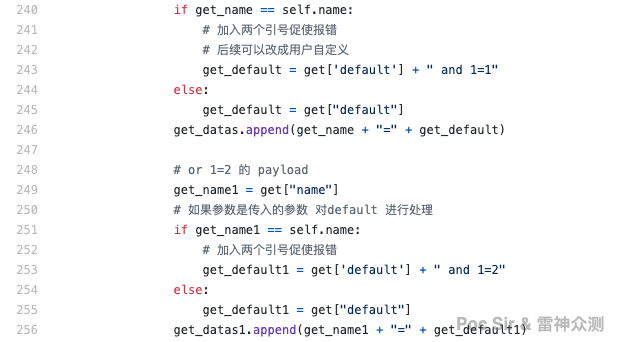 240 if get_name == self.name:
241 # 加入两个引号促使报错
242 # 后续可以改成用户自定义
243 get_default = get['default'] + " and 1=1"
244 else:
245 get_default = get["default"]
246 get_datas.append(get_name + "=" + get_default)
247
248 # or 1=2 的 payload
249 get_name1 = get["name"]
250 # 如果参数是传入的参数 对default 进行处理
251 if get_name1 == self.name:
252 # 加入两个引号促使报错
253 get_default1 = get['default'] + " and 1=2"
254 else:
255 get_default1 = get["default"]
256 get_datas1.append(get_name1 + "=" + get_default1)
Poc Sir & 雷神众测